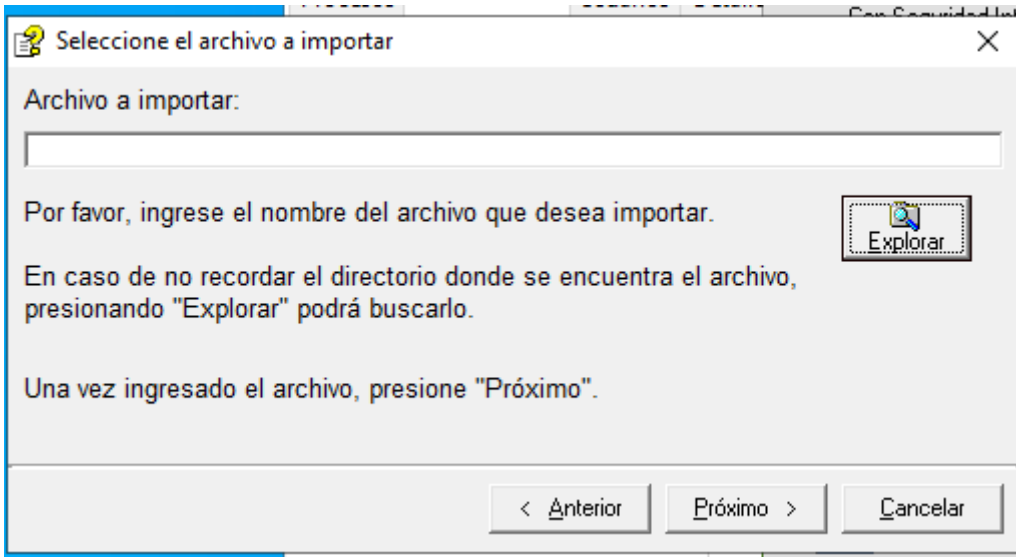 Seleccione el archivo a importar
Archivo a importar:
Por favor, ingrese el nombre del archivo que desea importar.
Explorar
En caso de no recordar el directorio donde se encuentra el archivo,
presionando "Explorar" podrá buscarlo.
Una vez ingresado el archivo, presione "Próximo".
< Anterior
Próximo >
Cancelar